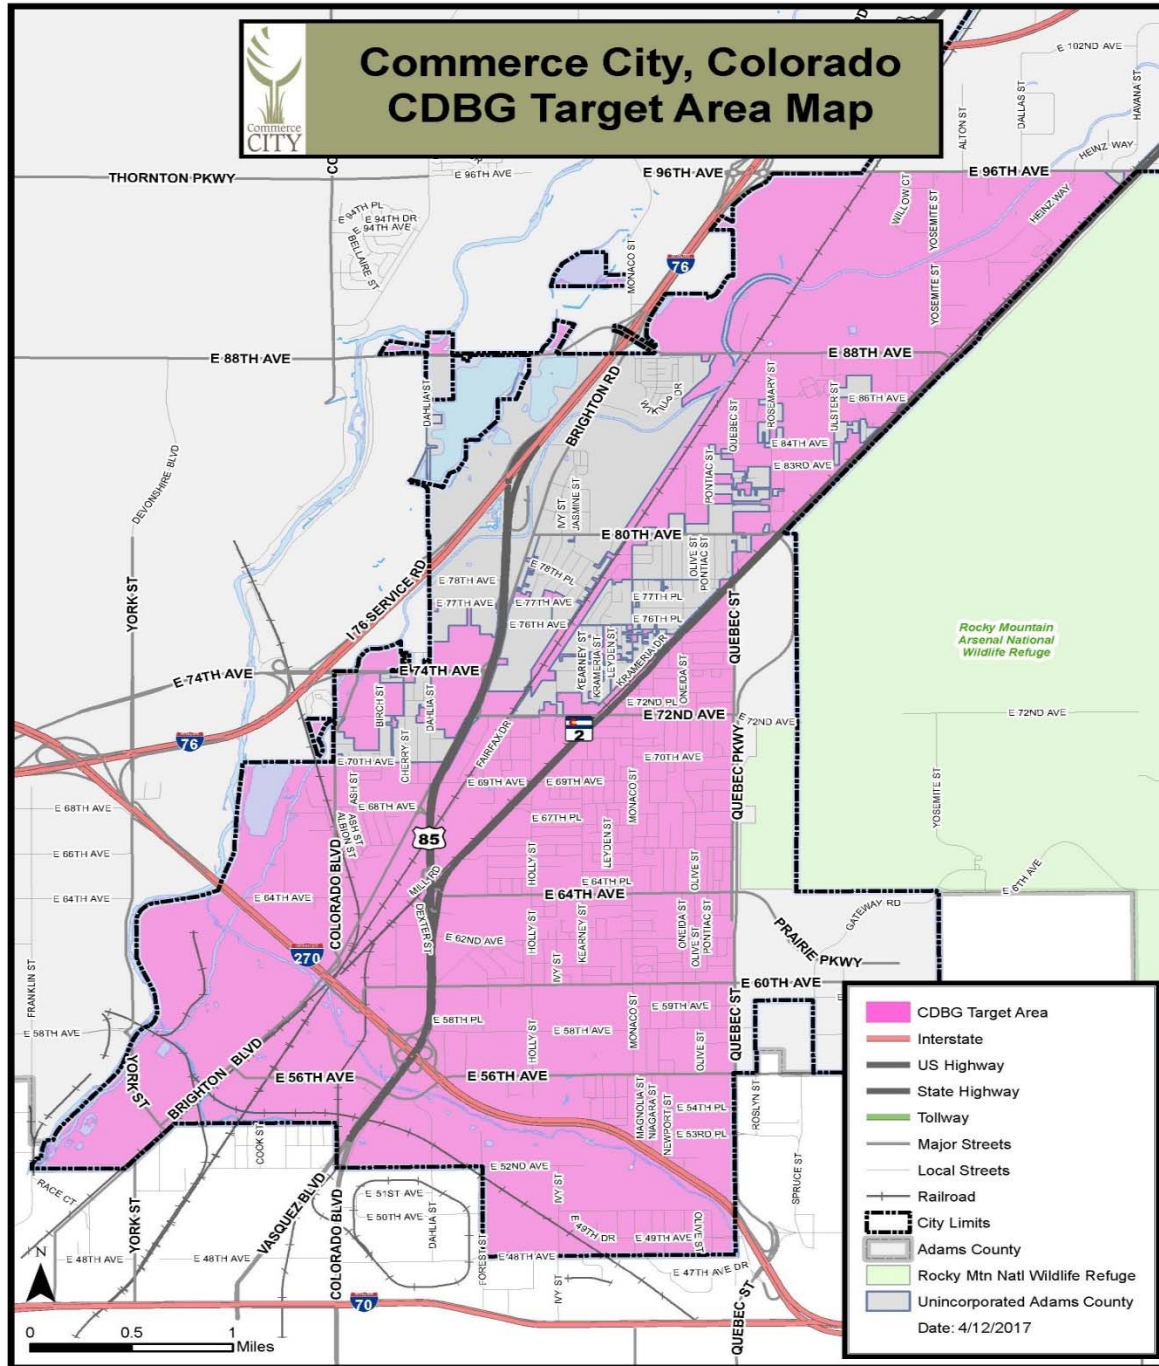 Commerce City, Colorado
CDBG Target Area Map
Commerce
CITY
E 102ND AVE
ALTON ST
DALLAS ST
HAVANA ST
HEINZ WAY
THORNTON PKWY
E 96TH AVE
E 96TH AVE
E 96TH AVE
E 94TH PL
E 94TH DR
E 94TH AVE
BELLAIRE ST
WILLOW CT
YOSEMITE ST
HEINZ WAY
MONACO ST
76
YOSEMITE ST
E 88TH AVE
E 88TH AVE
DAHLIA ST
BRIGHTON RD
QUEBEC ST
ROSEMARY ST
ULSTER ST
E 86TH AVE
E 84TH AVE
E 83RD AVE
PONTIAC ST
DEVONSHIRE BLVD
IVY ST
JASMINE ST
E 80TH AVE
OLIVE ST
PONTIAC ST
E 78TH PL
E 78TH AVE
E 77TH AVE
E 77TH AVE
E 77TH PL
E 76TH AVE
E 76TH PL
I 76 SERVICE RD
YORK ST
QUEBEC ST
KEARNEY ST
KRAMERIA ST
LEYDEN ST
KRAMERIA DR
Rocky Mountain
Arsenal National
Wildlife Refuge
E 74TH AVE
E 74TH AVE
BIRCH ST
DAHLIA ST
CHERRY ST
ONEIDA ST
E 72ND PL
E 72ND AVE
E 72ND AVE
E 72ND AVE
2
76
FAIRFAX DR
E 70TH AVE
E 70TH AVE
QUEBEC PKWY
E 69TH AVE
E 69TH AVE
ASH ST
E 68TH AVE
E 68TH AVE
ASH ST
ALBION ST
MONACO ST
YOSEMITE ST
E 67TH PL
85
E 66TH AVE
COLORADO BLVD
HOLLY ST
LEYDEN ST
OLIVE ST
MILL RD
E 64TH PL
E 64TH AVE
E 64TH AVE
E 64TH AVE
GATEWAY RD
DEXTER ST
E 62ND AVE
HOLLY ST
KEARNEY ST
ONEIDA ST
OLIVE ST
PONTIAC ST
PRAIRIE PKWY
270
IVY ST
FRANKLIN ST
E 60TH AVE
E 59TH AVE
E 58TH AVE
E 58TH PL
E 58TH AVE
HOLLY ST
MONACO ST
OLIVE ST
QUEBEC ST
YORK ST
BRIGHTON BLVD
E 56TH AVE
E 56TH AVE
MAGNOLIA ST
NIAGARA ST
NEWPORT ST
E 54TH PL
E 53RD PL
ROSLYN ST
COOK ST
E 52ND AVE
RACE CT
E 51ST AVE
E 50TH AVE
IVY ST
SPRUCE ST
YORK ST
VASQUEZ BLVD
COLORADO BLVD
DAHLIA ST
E 49TH DR
E 49TH AVE
OLIVE ST
N
E 48TH AVE
E 48TH AVE
FOREST ST
E 48TH AVE
E 47TH AVE DR
IVY ST
QUEBEC ST
70
0 0.5 1
Miles
CDBG Target Area
Interstate
US Highway
State Highway
Tollway
Major Streets
Local Streets
Railroad
City Limits
Adams County
Rocky Mtn Natl Wildlife Refuge
Unincorporated Adams County
Date: 4/12/2017